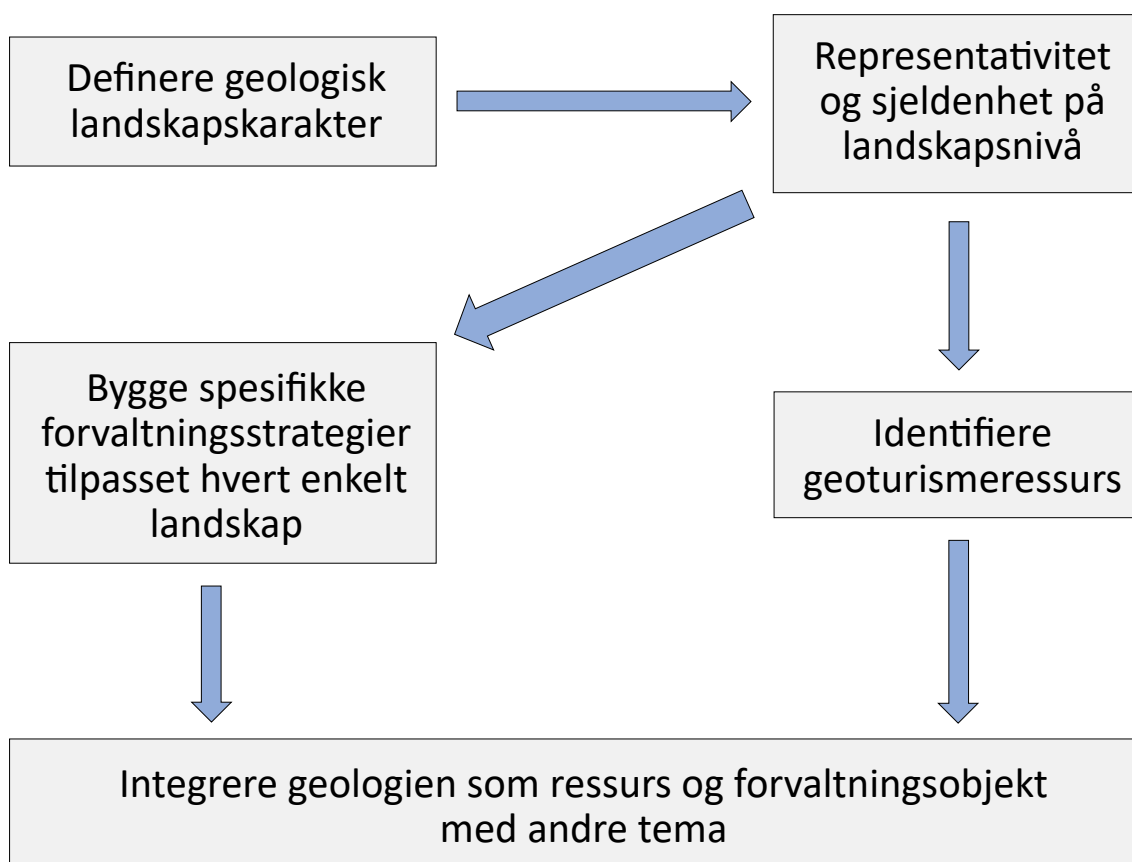 Definere geologisk
landskapskarakter
Representativitet
og sjeldenhet på
landskapsnivå
Bygge spesifikke
forvaltningsstrategier
tilpasset hvert enkelt
landskap
Identifiere
geoturismeressurs
Integrere geologien som ressurs og forvaltningsobjekt
med andre tema